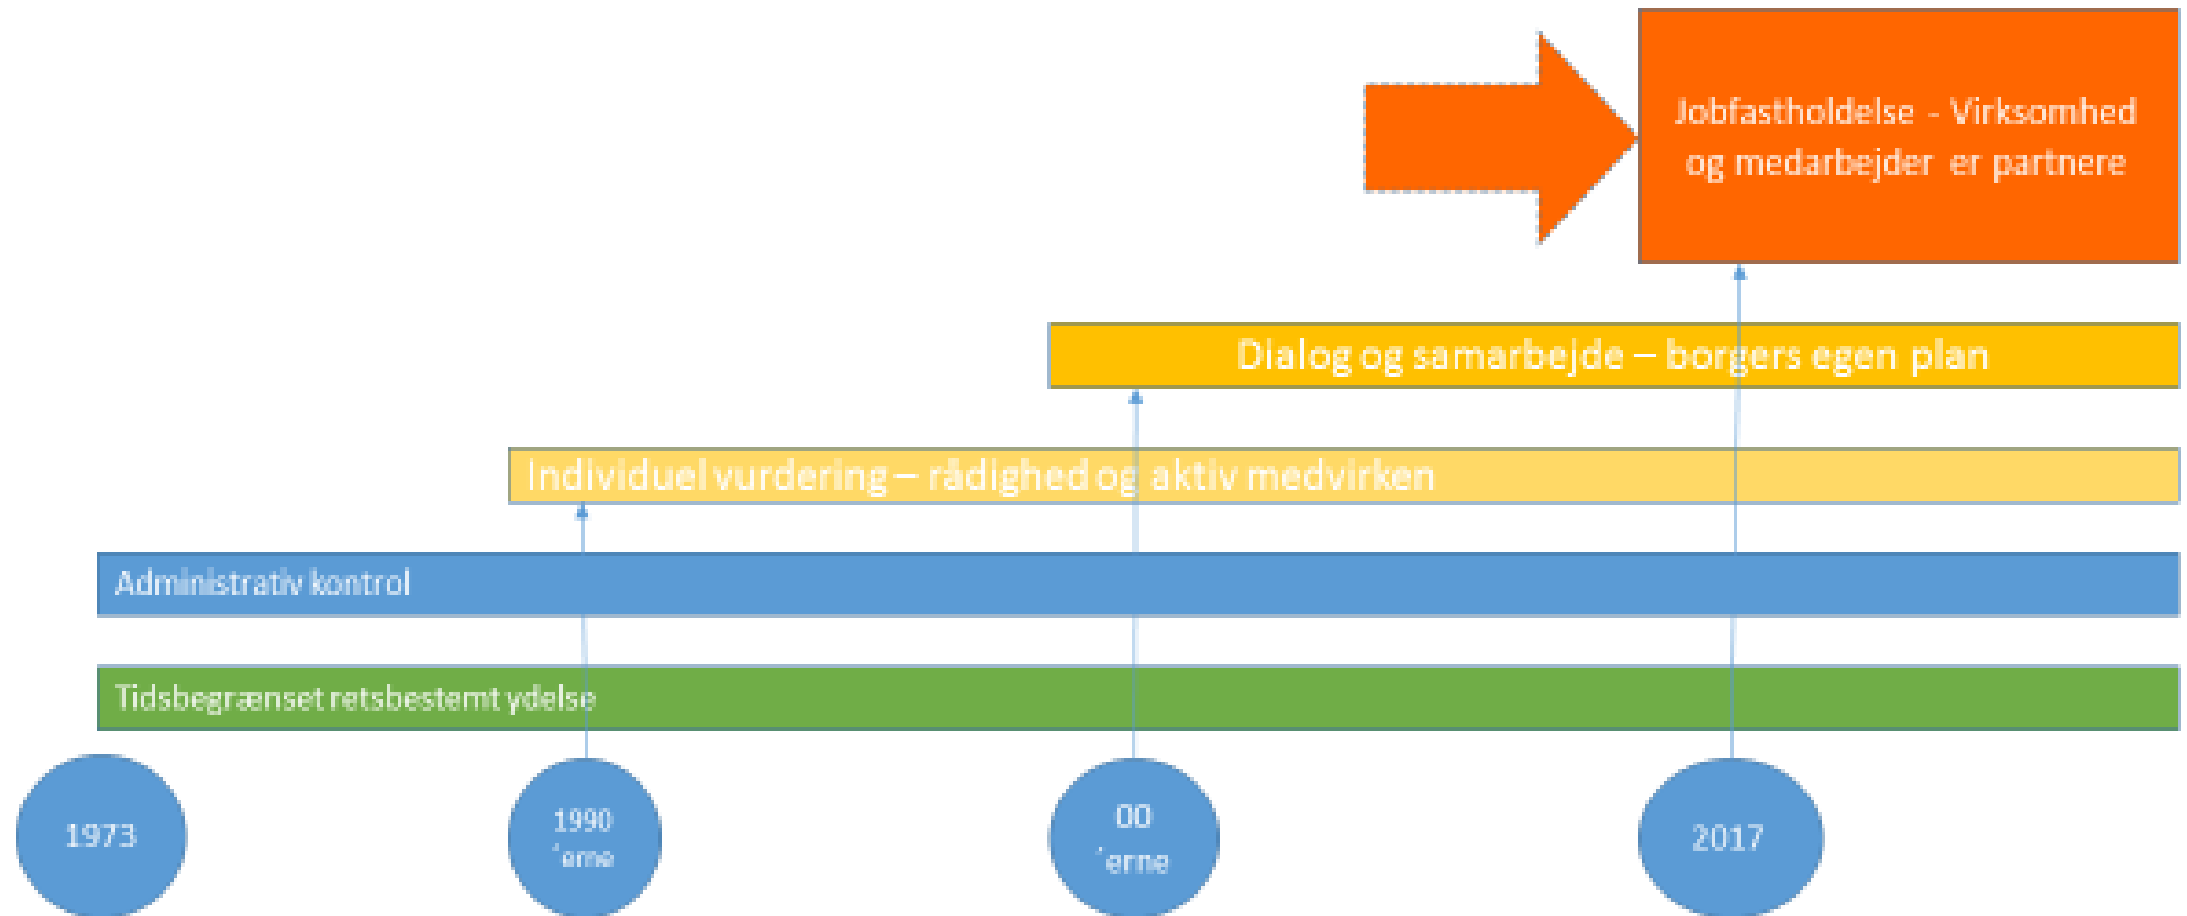 Jobfastholdelse - Virksomhed
og medarbejder er partnere
Dialog og samarbejde – borgers egen plan
Individuel vurdering – rådighed og aktiv medvirken
Administrativ kontrol
Tidsbegrænset retsbestemt ydelse
1973
1990
´erne
00
´erne
2017